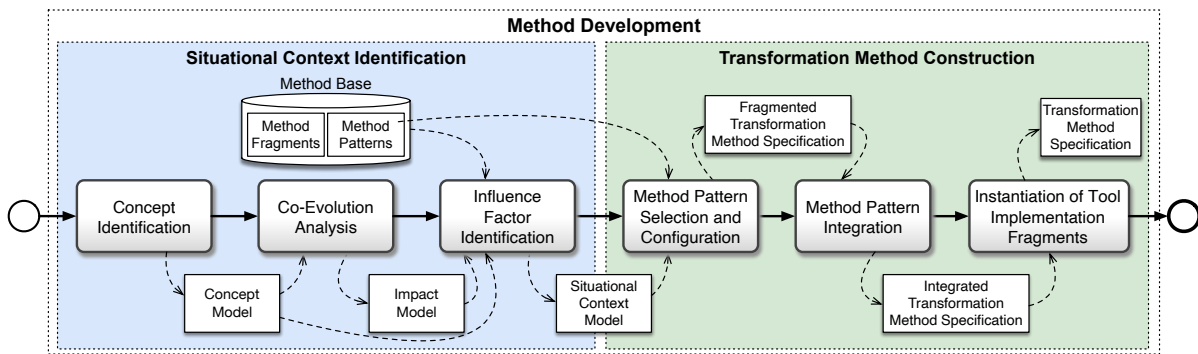 Method Development
Situational Context Identification
Transformation Method Construction
Method Base
Method
Fragments
Method
Patterns
Fragmented
Transformation
Method Specification
Transformation
Method
Specification
Concept
Identification
Co-Evolution
Analysis
Influence
Factor
Identification
Method Pattern
Selection and
Configuration
Method Pattern
Integration
Instantiation of Tool
Implementation
Fragments
Concept
Model
Impact
Model
Situational
Context
Model
Integrated
Transformation
Method Specification